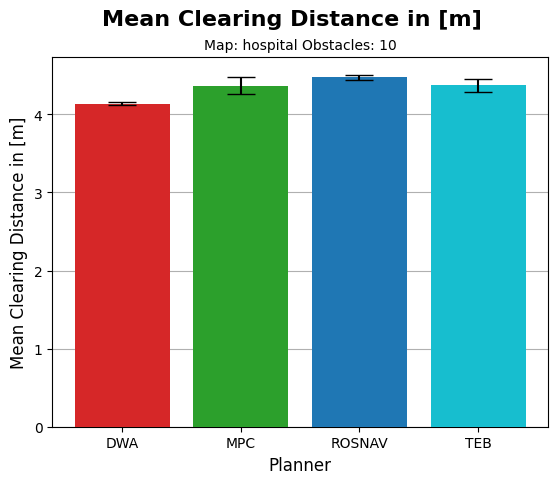 Mean Clearing Distance in [m]
Map: hospital Obstacles: 10
Mean Clearing Distance in [m]
4
3
2
1
0
DWA MPC ROSNAV TEB
Planner